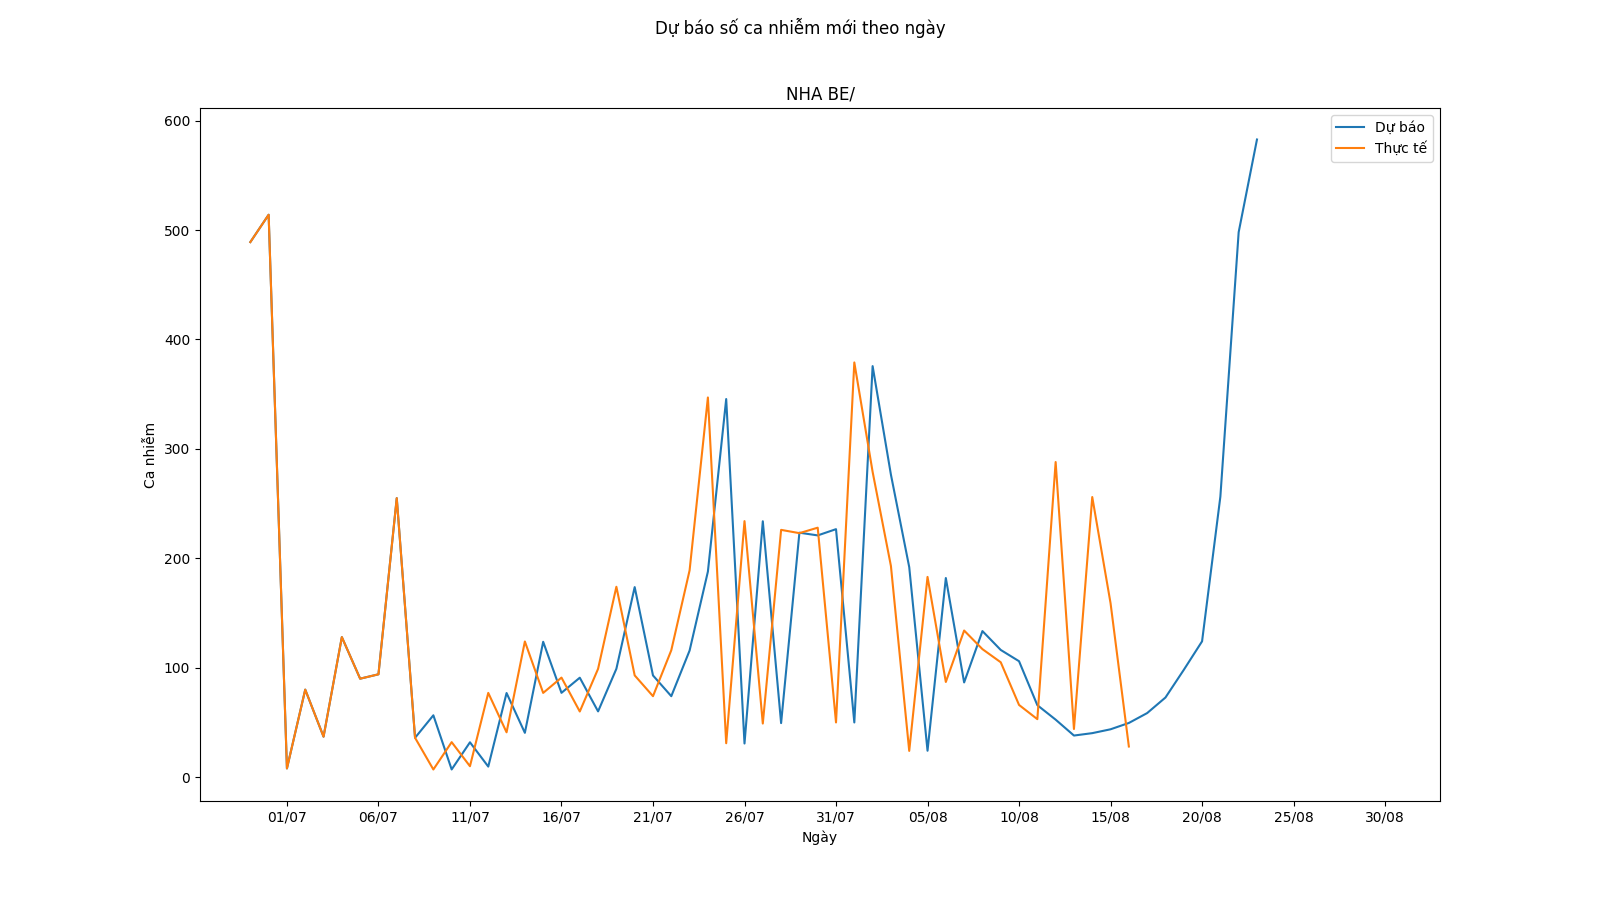 Dự báo số ca nhiễm mới theo ngày
NHA BE/
Dự báo
Thực tế
600
500
400
300
200
100
0
Ca nhiễm
01/07 06/07 11/07 16/07 21/07 26/07 31/07 05/08 10/08 15/08 20/08 25/08 30/08
Ngày